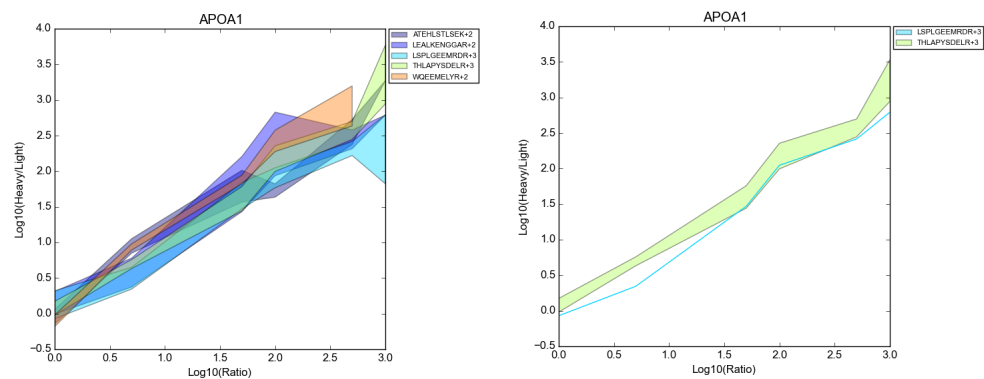 APOA1
4.0
3.5
3.0
2.5
2.0
1.5
1.0
0.5
0.0
−0.5
Log10(Heavy/Light)
0.0 0.5 1.0 1.5 2.0 2.5 3.0
Log10(Ratio)
ATEHLSTLSEK+2
LEALKENGGAR+2
LSPLGEEMRDR+3
THLAPYSDELR+3
WQEEMELYR+2
APOA1
4.0
3.5
3.0
2.5
2.0
1.5
1.0
0.5
0.0
−0.5
Log10(Heavy/Light)
0.0 0.5 1.0 1.5 2.0 2.5 3.0
Log10(Ratio)
LSPLGEEMRDR+3
THLAPYSDELR+3